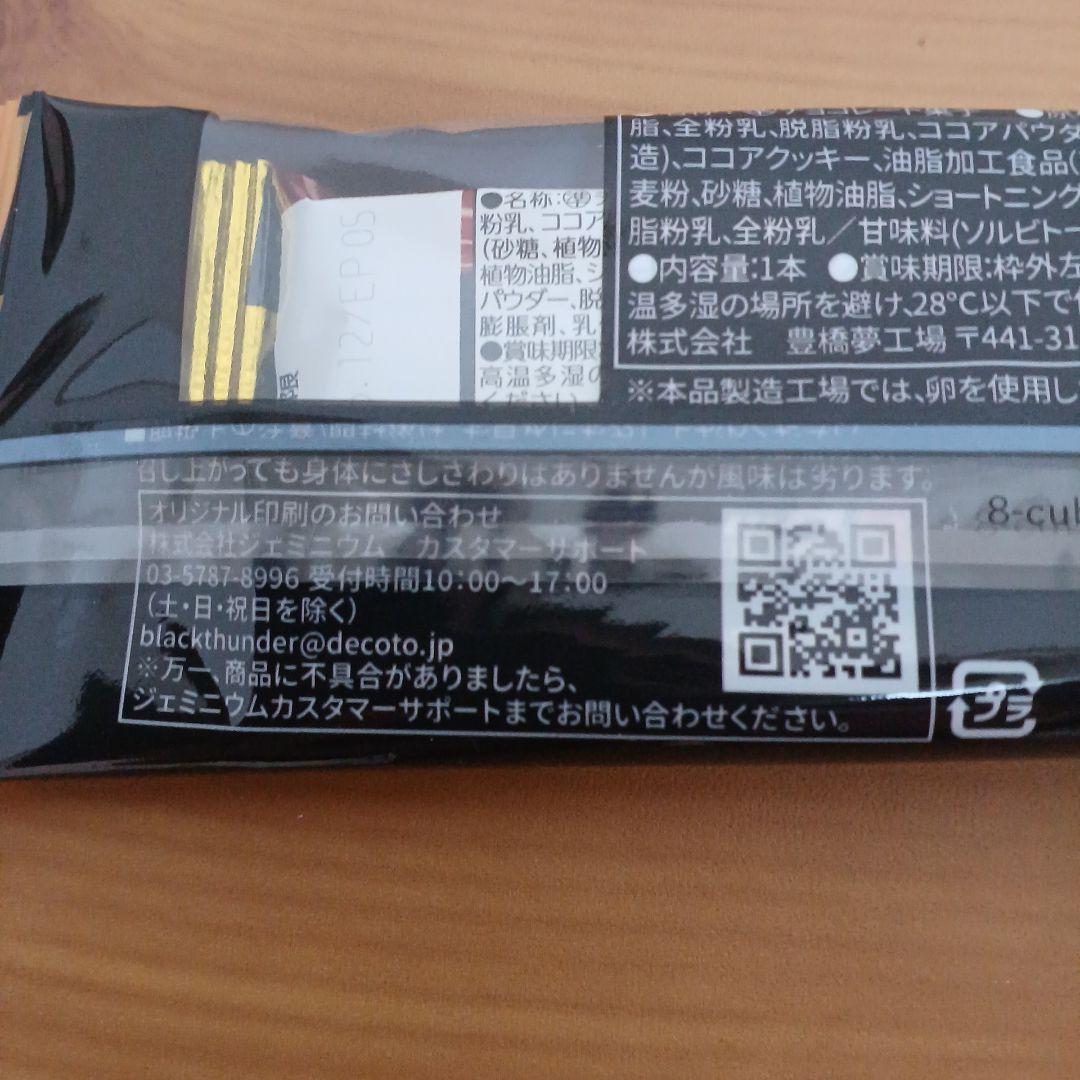 脂、全粉乳、脱脂粉乳、ココアパウダ
造)、ココアクッキー、油脂加工食品(
麦粉、砂糖、植物油脂、ショートニング
脂粉乳、全粉乳／甘味料(ソルビトー
●内容量:1本 ●賞味期限:枠外左
温多湿の場所を避け、28℃以下で
株式会社 豊橋夢工場 〒441-31
※本品製造工場では、卵を使用し
●名称:
粉乳、ココア
(砂糖、植物
植物油脂、シ
パウダー、脱
膨脹剤、乳
●賞味期限
高温多湿の
ください
限
12/EP 05
召し上がっても身体にさしさわりはありませんが風味は劣ります。
オリジナル印刷のお問い合わせ
株式会社ジェミニウム カスタマーサポート
03-5787-8996 受付時間10:00〜17:00
(土・日・祝日を除く)
blackthunder@decoto.jp
※万一、商品に不具合がありましたら、
ジェミニウムカスタマーサポートまでお問い合わせください。
8-cu
プラ